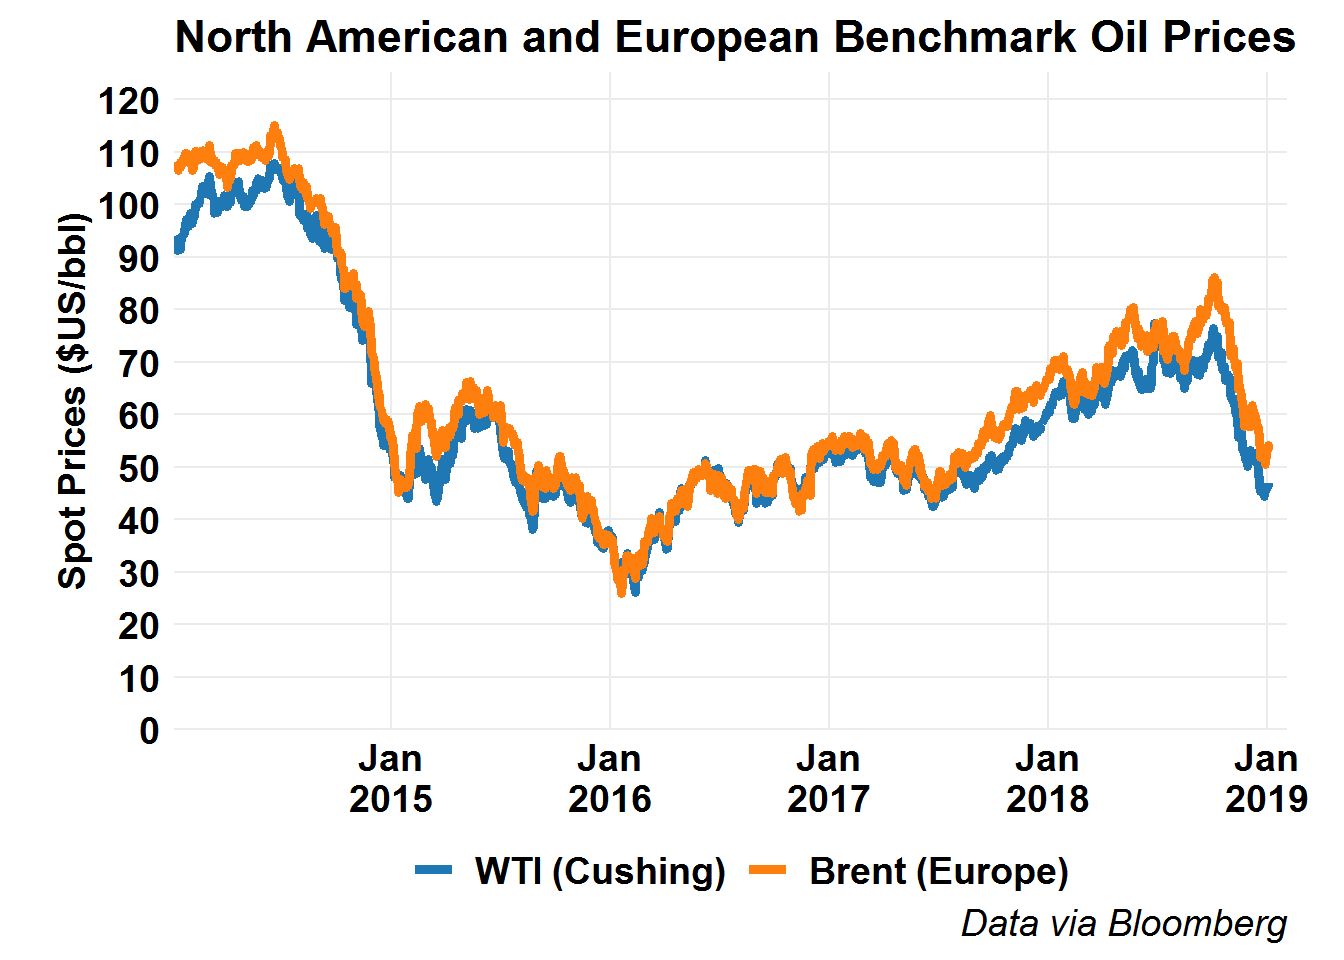 North American and European Benchmark Oil Prices
Spot Prices ($US/bbl)
120
110
100
90
80
70
60
50
40
30
20
10
0
Jan Jan Jan Jan Jan
2015 2016 2017 2018 2019
WTI (Cushing) Brent (Europe)
Data via Bloomberg